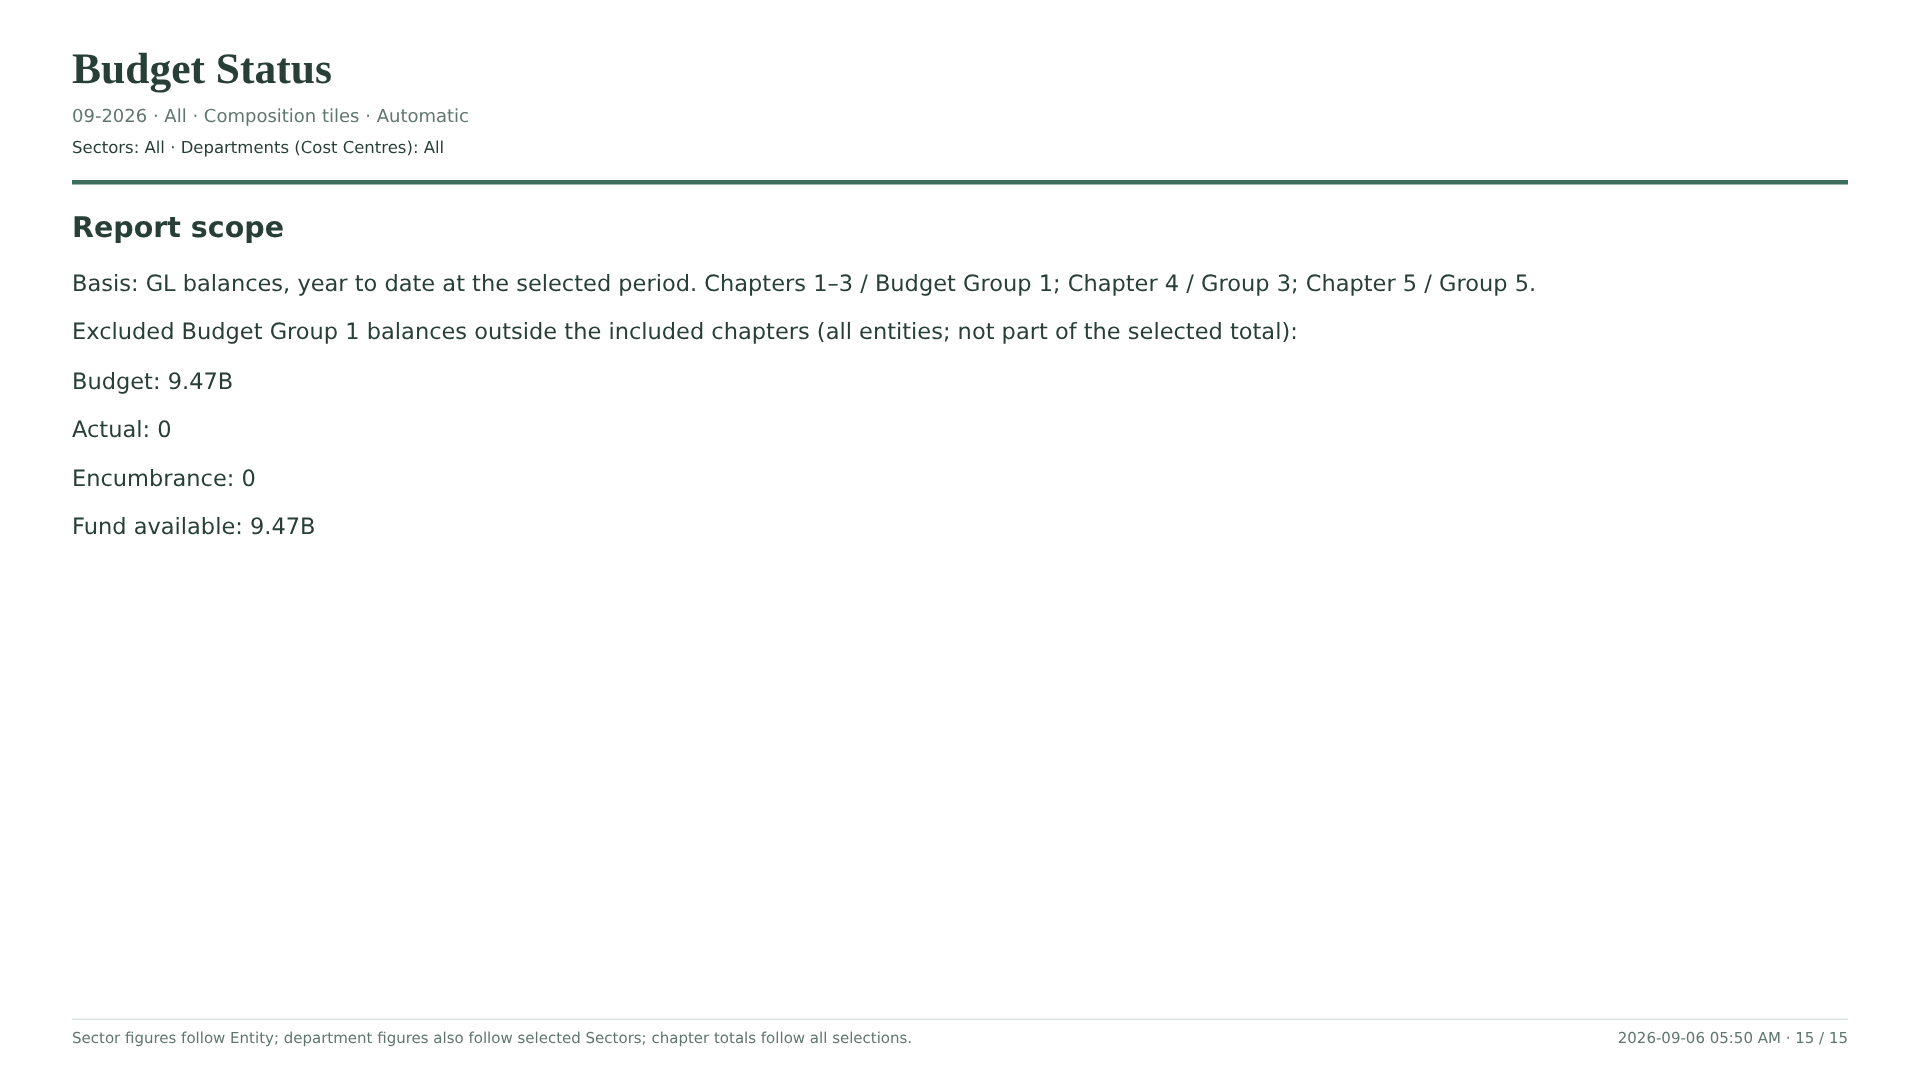 Budget Status
09-2026 · All · Composition tiles · Automatic
Sectors: All · Departments (Cost Centres): All
Report scope
Basis: GL balances, year to date at the selected period. Chapters 1–3 / Budget Group 1; Chapter 4 / Group 3; Chapter 5 / Group 5.
Excluded Budget Group 1 balances outside the included chapters (all entities; not part of the selected total):
Budget: 9.47B
Actual: 0
Encumbrance: 0
Fund available: 9.47B
Sector figures follow Entity; department figures also follow selected Sectors; chapter totals follow all selections.
2026-09-06 05:50 AM · 15 / 15